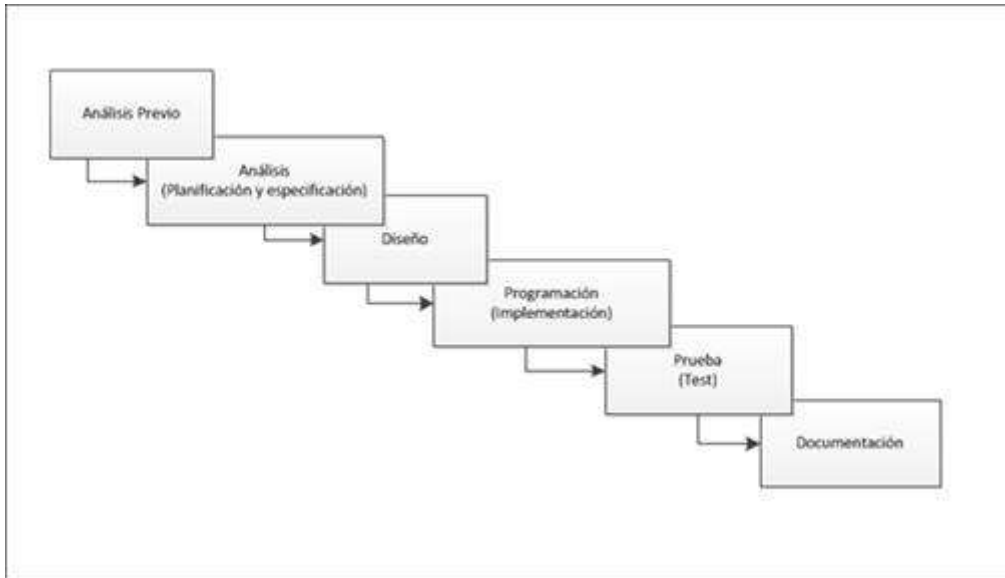 Análisis Previo
Análisis
(Planificación y especificación)
Diseño
Programación
(Implementación)
Prueba
(Test)
Documentación